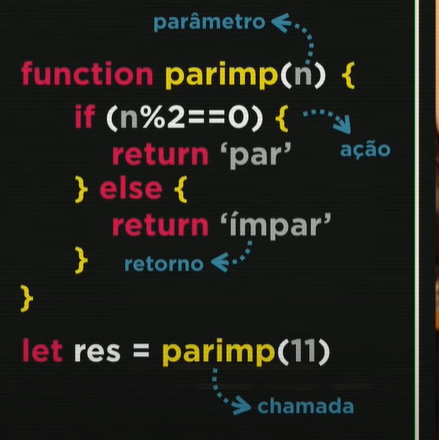 parâmetro
function parimp(n) {
if (n%2==0) {
return ‘par’
ação
} else {
return ‘ímpar’
} retorno
}
let res = parimp(11)
chamada